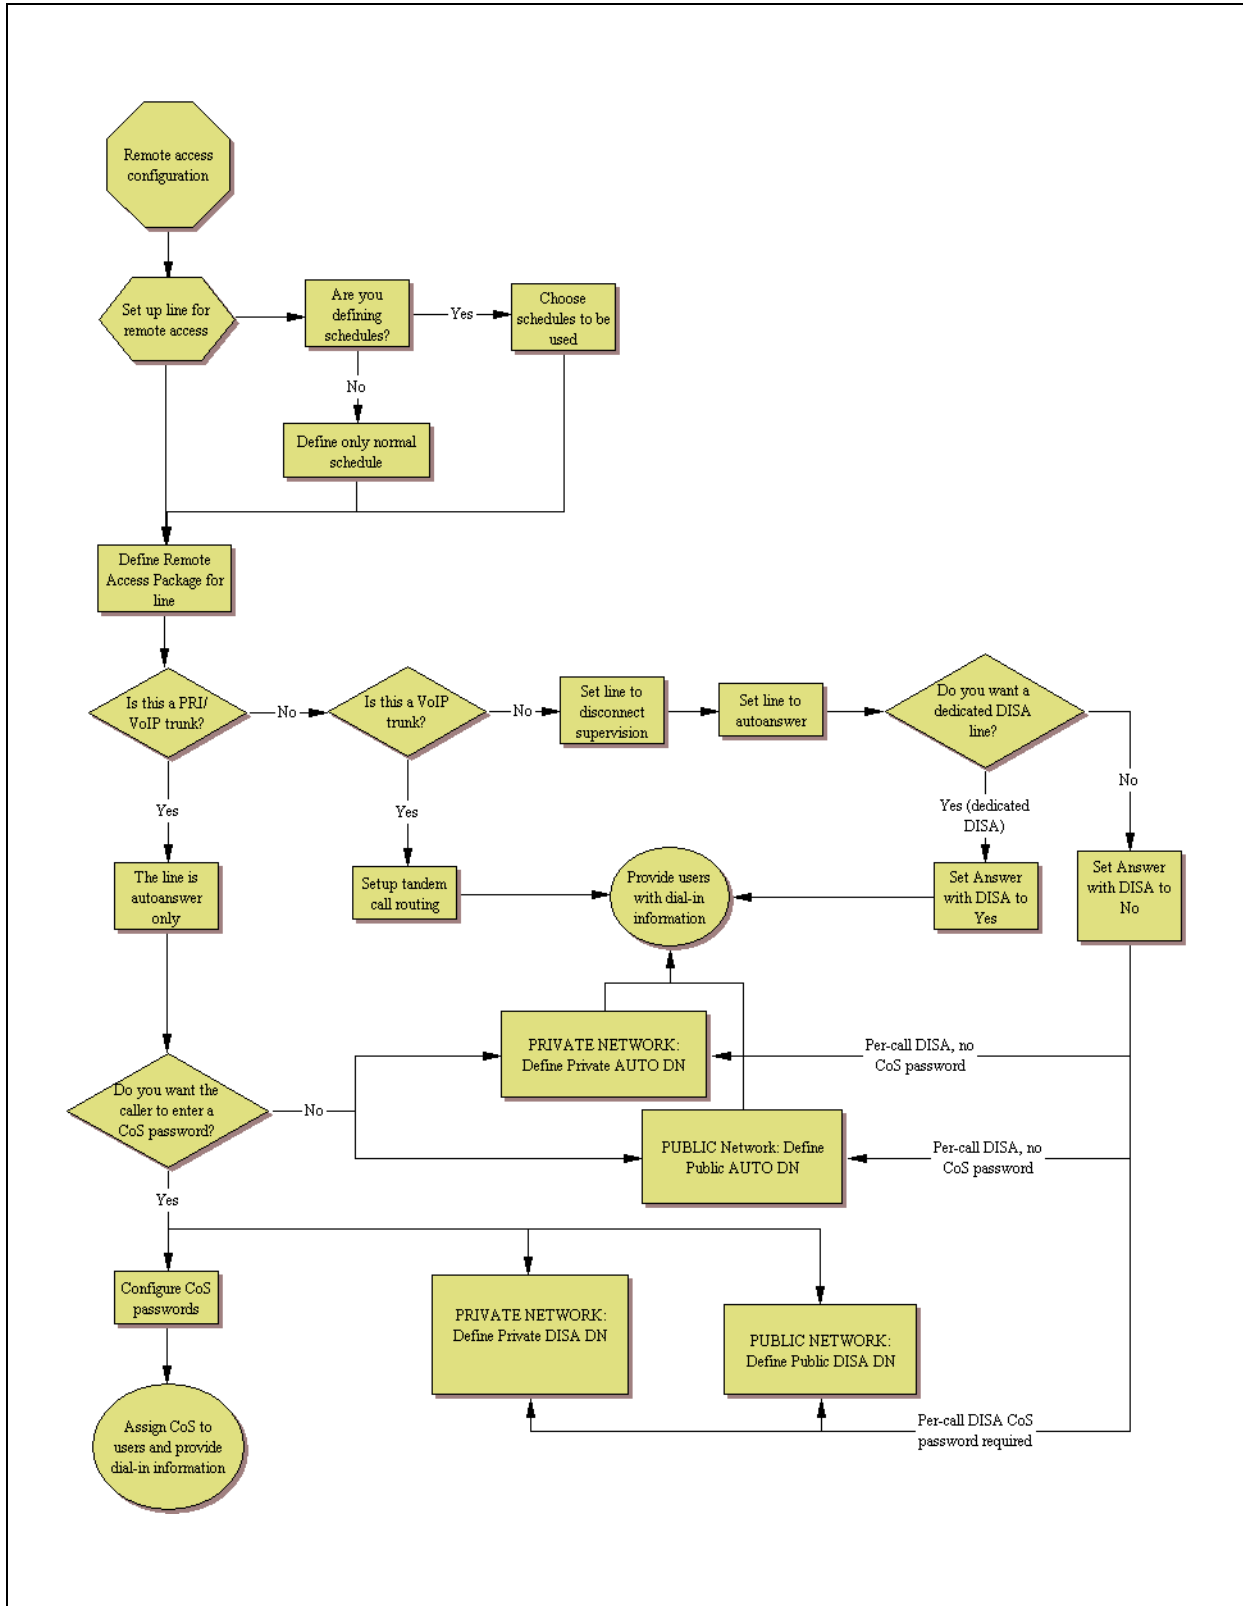 Remote access
configuration
Set up line for
remote access
Are you
defining
schedules?
Yes
Choose
schedules to be
used
No
Define only normal
schedule
Define Remote
Access Package for
line
Is this a PRI/
VoIP trunk?
No
Is this a VoIP
trunk?
No
Set line to
disconnect
supervision
Set line to
autoanswer
Do you want a
dedicated DISA
line?
No
Yes
Yes
Yes (dedicated
DISA)
The line is
autoanswer
only
Setup tandem
call routing
Provide users
with dial-in
information
Set Answer
with DISA to
Yes
Set Answer
with DISA to
No
PRIVATE NETWORK:
Define Private AUTO DN
Per-call DISA, no
CoS password
Do you want the
caller to enter a
CoS password?
No
PUBLIC Network: Define
Public AUTO DN
Per-call DISA, no
CoS password
Yes
Configure CoS
passwords
PRIVATE NETWORK:
Define Private DISA DN
PUBLIC NETWORK:
Define Public DISA DN
Assign CoS to
users and provide
dial-in information
Per-call DISA CoS
password required